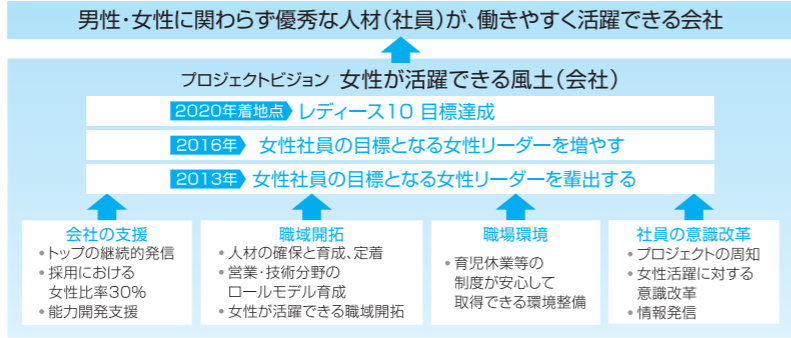 男性・女性に関わらず優秀な人材（社員）が、働きやすく活躍できる会社
プロジェクトビジョン 女性が活躍できる風土（会社）
2020年着地点 レディース10 目標達成
2016年 女性社員の目標となる女性リーダーを増やす
2013年 女性社員の目標となる女性リーダーを輩出する
会社の支援
•トップの継続的発信
•採用における
女性比率30％
•能力開発支援
職域開拓
•人材の確保と育成、定着
•営業・技術分野の
ロールモデル育成
•女性が活躍できる職域開拓
職場環境
•育児休業等の
制度が安心して
取得できる環境整備
社員の意識改革
•プロジェクトの周知
•女性活躍に対する
意識改革
•情報発信